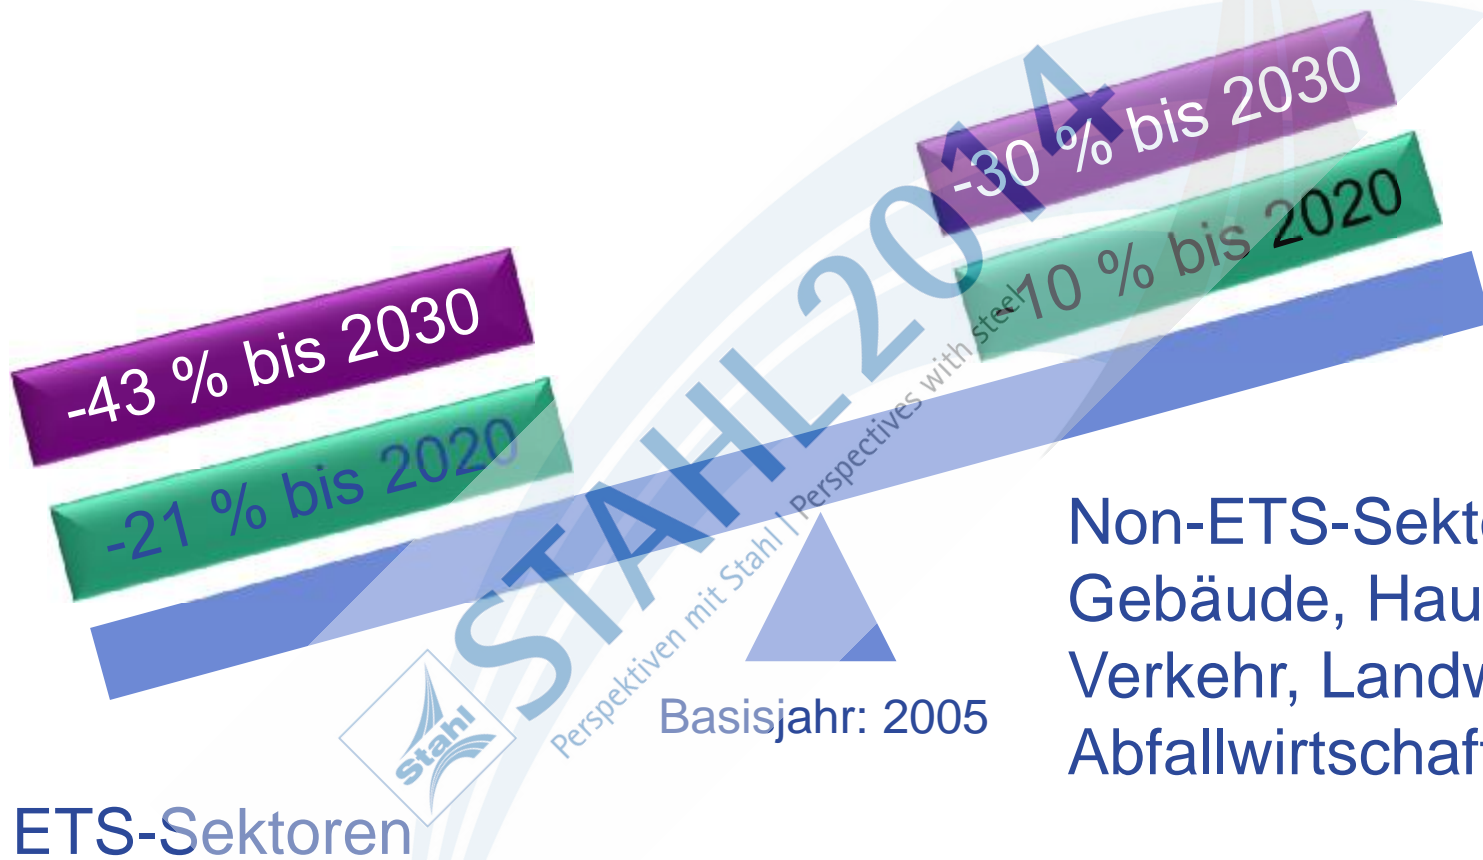 -30 % bis 2030
-10 % bis 2020
-43 % bis 2030
-21 % bis 2020
STAHL 2014
Perspektiven mit Stahl | Perspectives with steel
Stahl
Basisjahr: 2005
Non-ETS-Sekt
Gebäude, Hau
Verkehr, Landw
Abfallwirtschaft
ETS-Sektoren